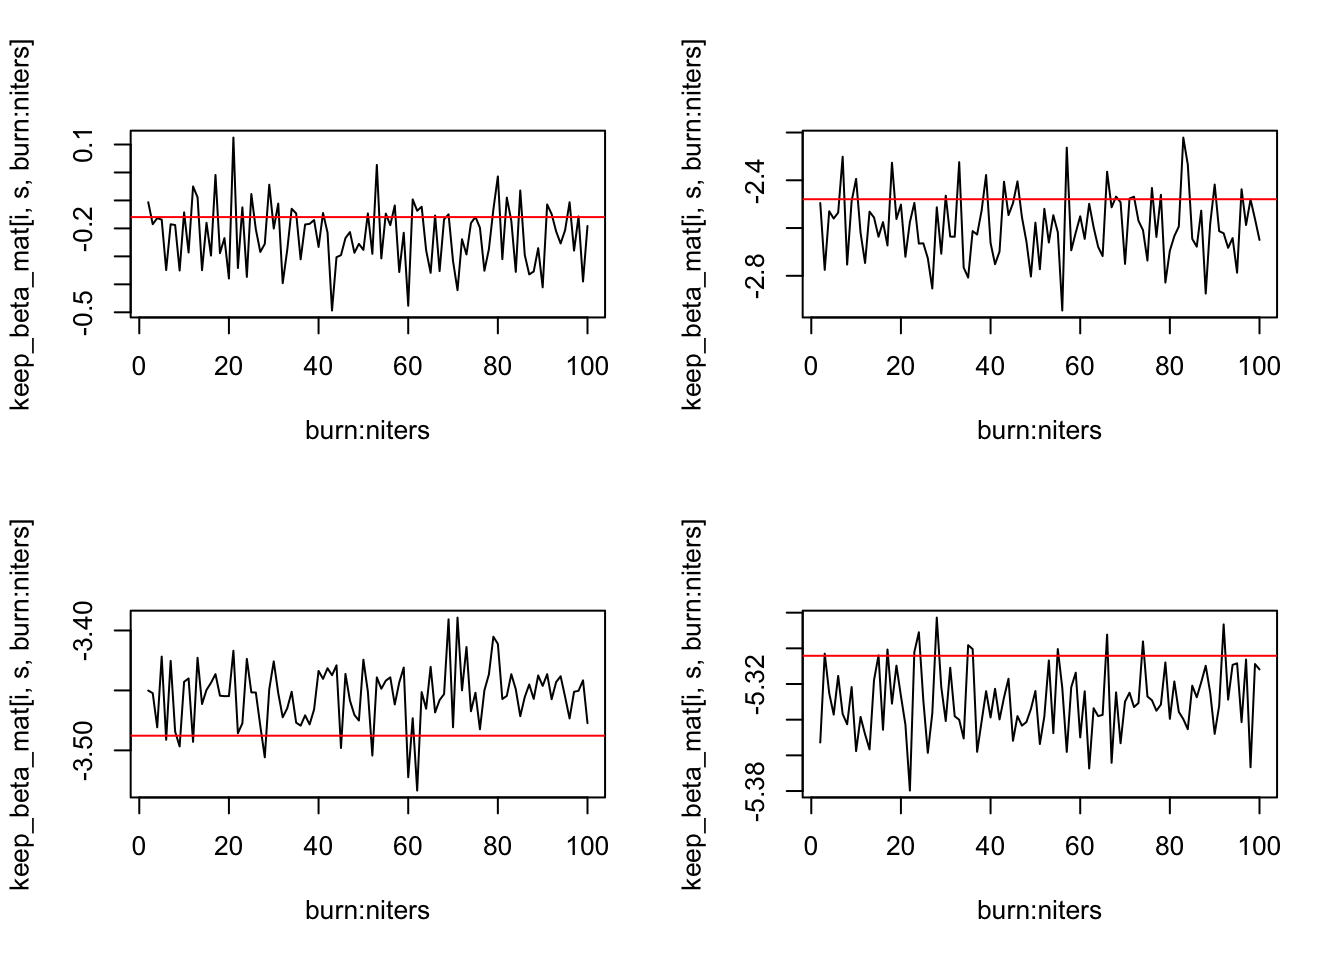 keep_beta_mat[i, s, burn:niters]
0.1
-0.2
-0.5
0 20 40 60 80 100
burn:niters
keep_beta_mat[i, s, burn:niters]
-2.4
-2.8
0 20 40 60 80 100
burn:niters
keep_beta_mat[i, s, burn:niters]
-3.40
-3.50
0 20 40 60 80 100
burn:niters
keep_beta_mat[i, s, burn:niters]
-5.32
-5.38
0 20 40 60 80 100
burn:niters